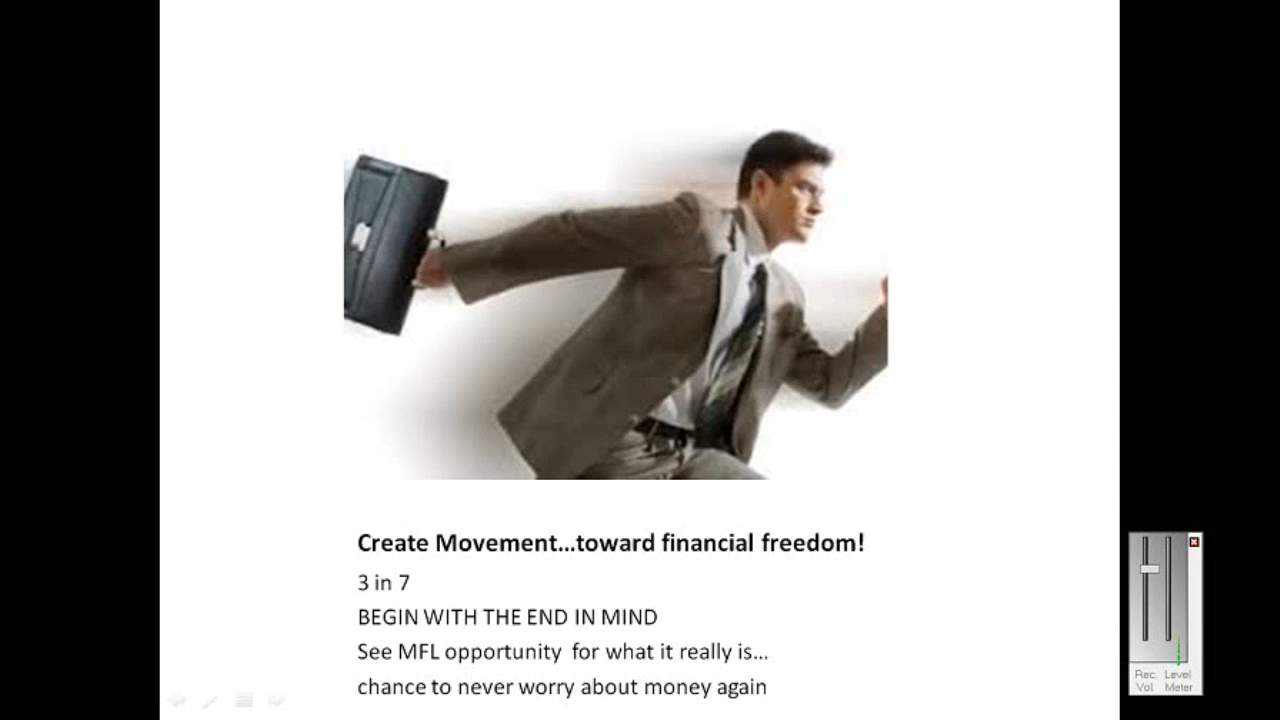 Create Movement...toward financial freedom!
3 in 7
BEGIN WITH THE END IN MIND
See MFL opportunity  for what it really is...
chance to never worry about money again
Rec. Level
Vol. Meter